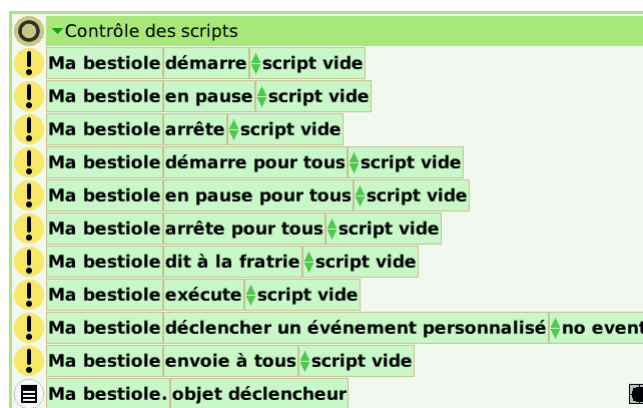 Contrôle des scripts
Ma bestiole démarre script vide
Ma bestiole en pause script vide
Ma bestiole arrête script vide
Ma bestiole démarre pour tous script vide
Ma bestiole en pause pour tous script vide
Ma bestiole arrête pour tous script vide
Ma bestiole dit à la fratrie script vide
Ma bestiole exécute script vide
Ma bestiole déclencher un événement personnalisé no event
Ma bestiole envoie à tous script vide
Ma bestiole. objet déclencheur